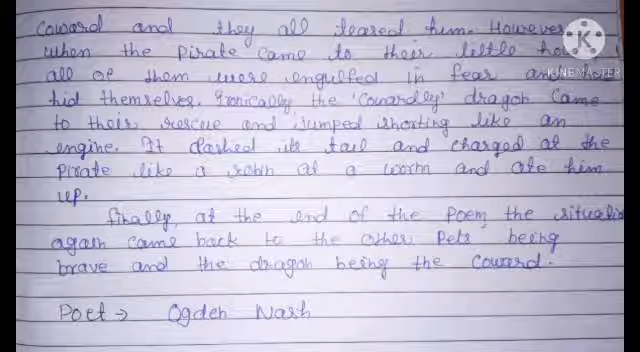 coward and they all teared him. However
when the Pirate came to their little ho
all of them were engulfed in fear and
hid themselves. Ironically the 'Cowardly' dragon came
to their rescue and jumped snorting like an
engine. It clashed its tail and charged at the
Pirate like a robin at a worm and ate him
up.
Finally, at the end of the Poem the situation
again came back to the other Pets being
brave and the dragon being the Coward.
Poet → Ogden Nash
KINEMASTER